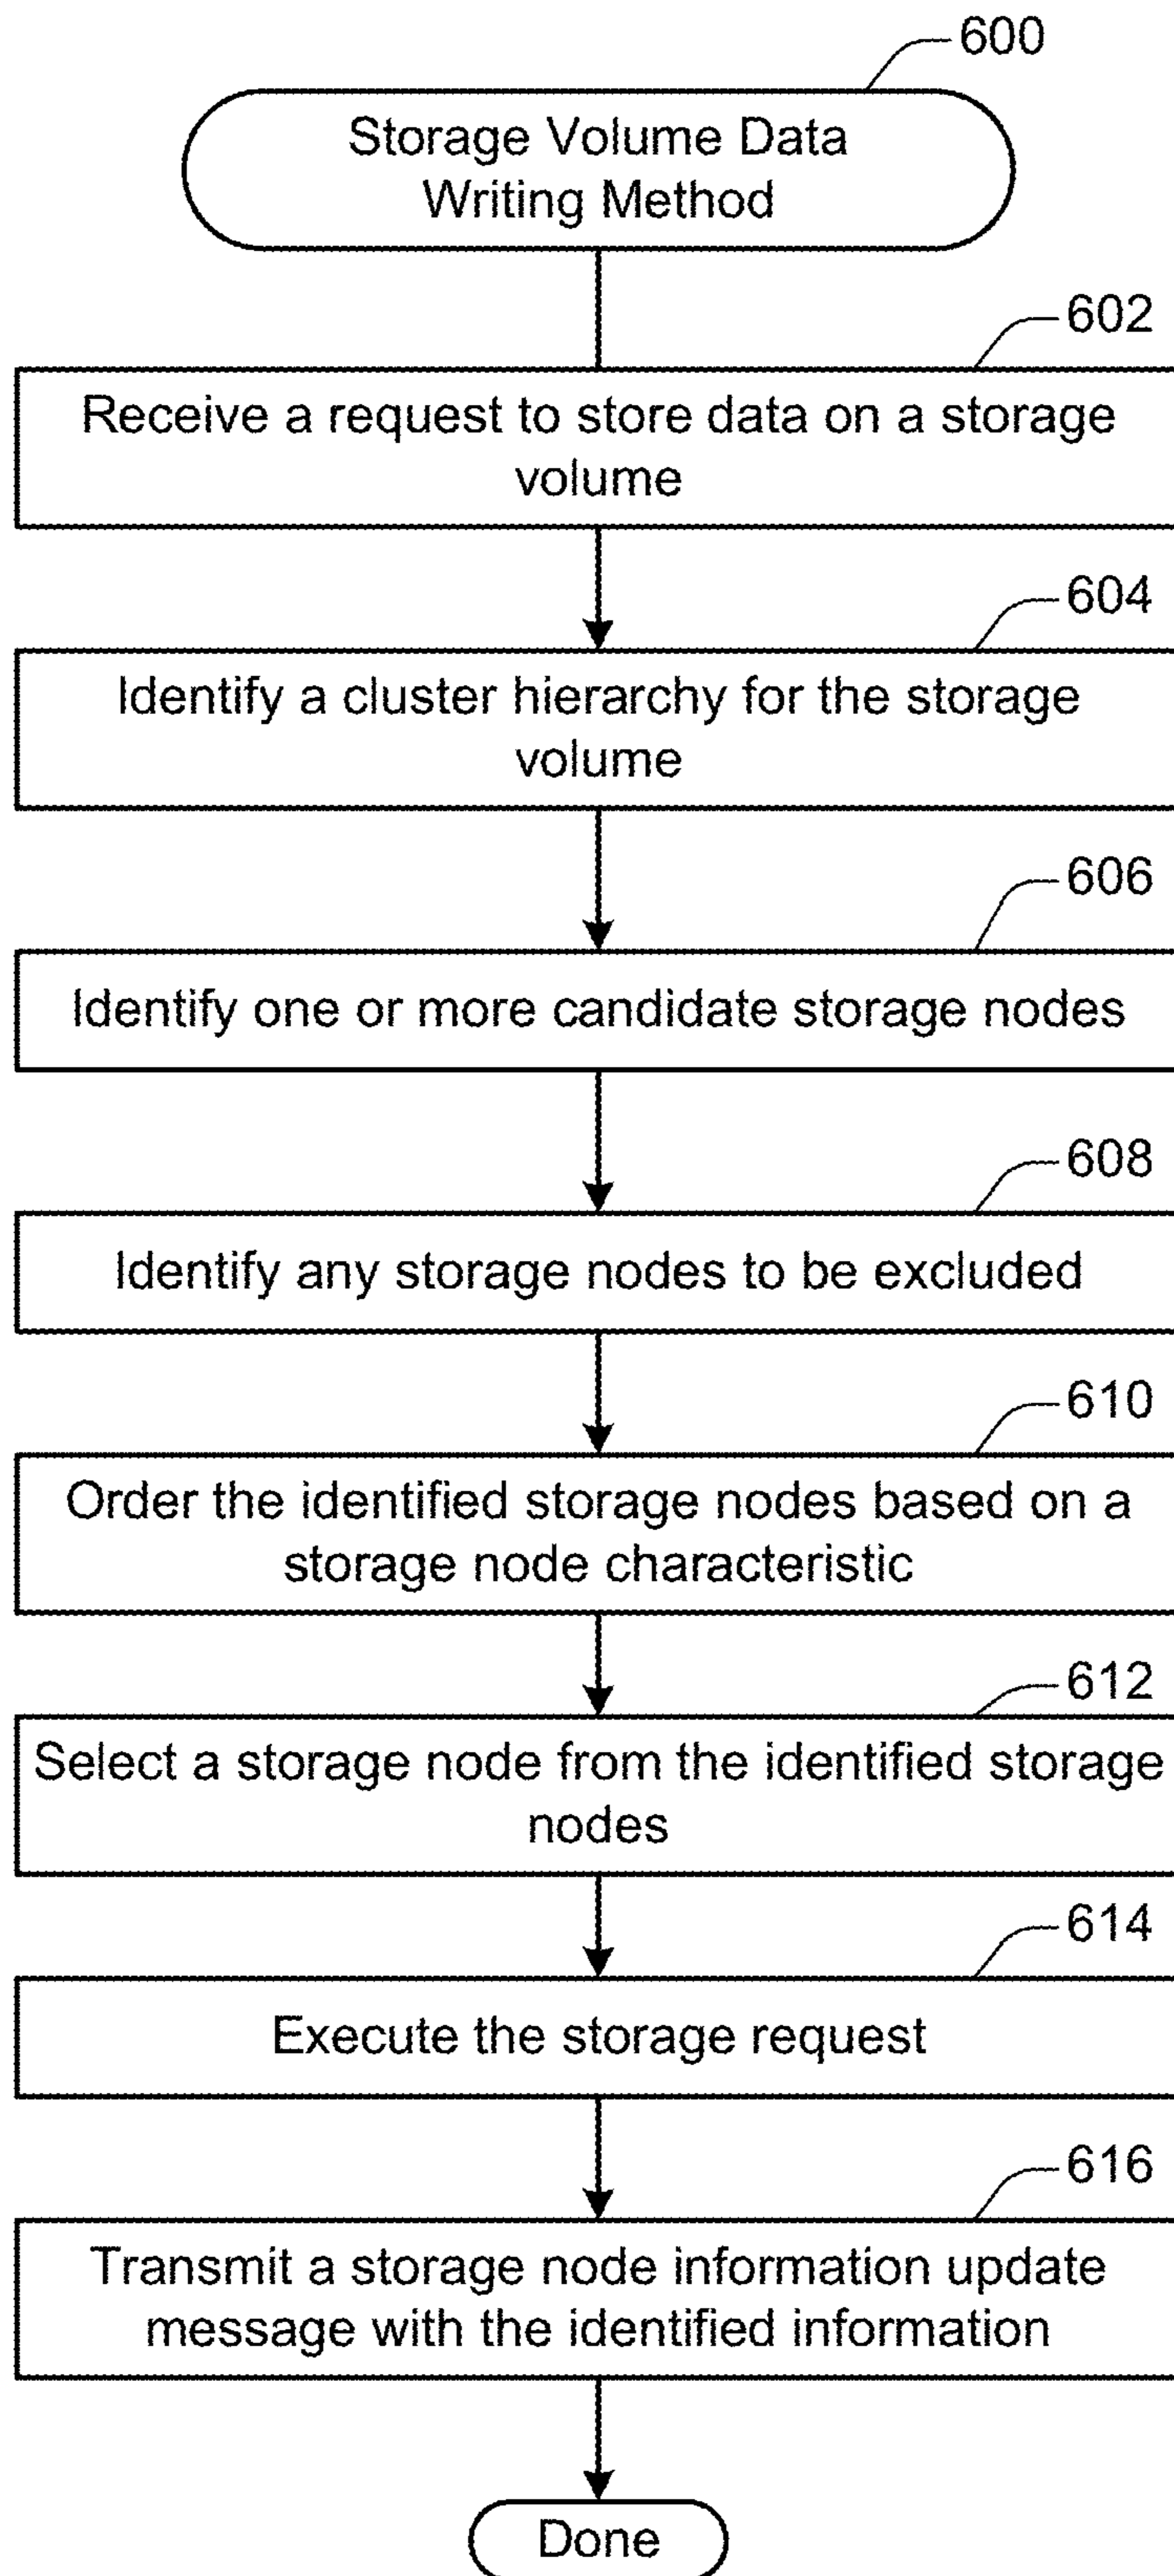 600
Storage Volume Data
Writing Method
602
Receive a request to store data on a storage
volume
604
Identify a cluster hierarchy for the storage
volume
606
Identify one or more candidate storage nodes
608
Identify any storage nodes to be excluded
610
Order the identified storage nodes based on a
storage node characteristic
612
Select a storage node from the identified storage
nodes
614
Execute the storage request
616
Transmit a storage node information update
message with the identified information
Done